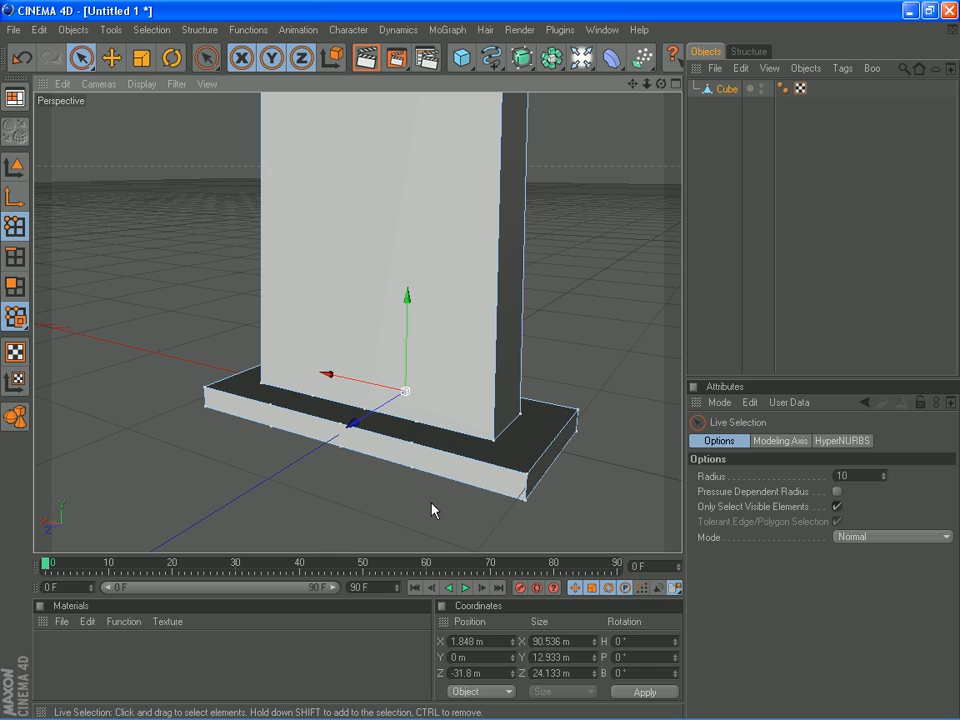 CINEMA 4D - [Untitled 1 *]
File Edit Objects Tools Selection Structure Functions Animation Character Dynamics MoGraph Hair Render Plugins Window Help
X Y Z ?
Objects Structure
File Edit View Objects Tags Boo
Cube
Edit Cameras Display Filter View
Perspective
Y
X
Z
Attributes
Mode Edit User Data
Live Selection
Options Modeling Axis HyperNURBS
Options
Radius 10
Pressure Dependent Radius
Only Select Visible Elements
Tolerant Edge/Polygon Selection
Mode Normal
0 10 20 30 40 50 60 70 80 90 0 F
0 F 0 F 90 F 90 F
Materials
File Edit Function Texture
Coordinates
Position Size Rotation
X 1.848 m X 90.536 m H 0 °
Y 0 m Y 12.933 m P 0 °
Z -31.8 m Z 24.133 m B 0 °
Object Size Apply
MAXON
CINEMA 4D
Live Selection: Click and drag to select elements. Hold down SHIFT to add to the selection, CTRL to remove.